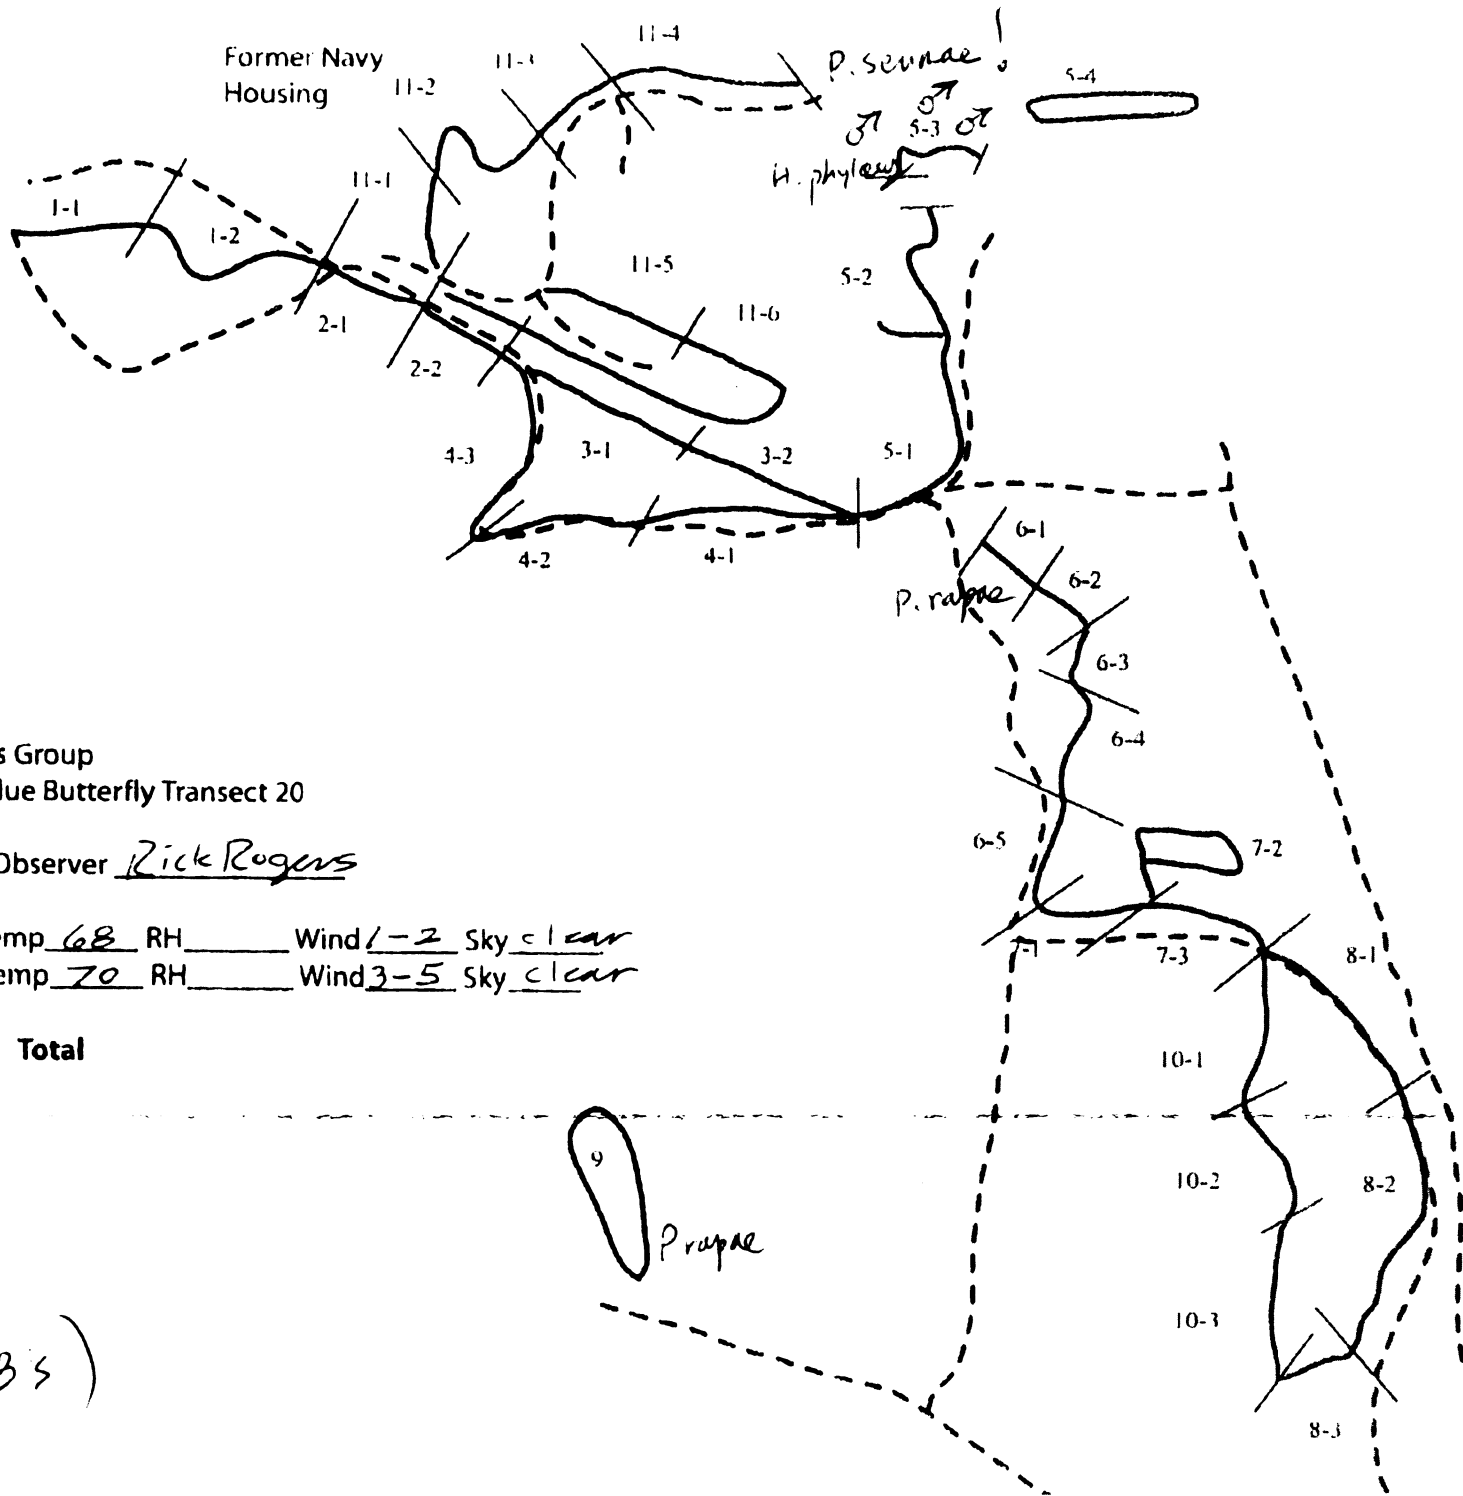 11-4
P. sennae !
Former Navy
Housing
11-3
11-2
5-4
♂ ♂ ♂
5-3
H. phyleus
11-1
1-1
1-2
11-5
5-2
11-6
2-1
2-2
4-3
3-1
3-2
5-1
6-1
4-2
4-1
6-2
P. rapae
6-3
6-4
s Group
lue Butterfly Transect 20
6-5
7-2
Observer Rick Rogers
emp 68 RH Wind 1-2 Sky clear
7-1
7-3
8-1
emp 70 RH Wind 3-5 Sky clear
Total
10-1
9
10-2
8-2
P rapae
10-3
B's)
8-3